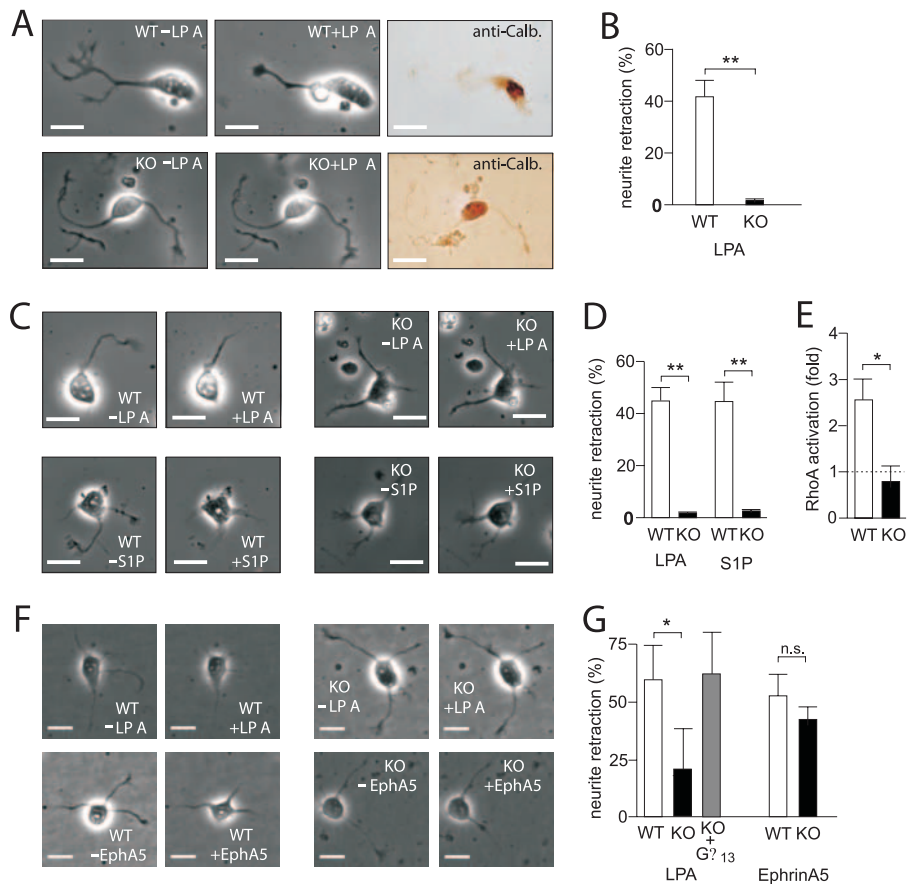 A
WT –LP A
WT+LP A
anti-Calb.
KO –LP A
KO+LP A
anti-Calb.
B
neurite retraction (%)
60
40
20
0
**
WT KO
LPA
C
WT
–LP A
WT
+LP A
KO
–LP A
KO
+LP A
WT
–S1P
WT
+S1P
KO
–S1P
KO
+S1P
D
neurite retraction (%)
60
40
20
0
** **
WT KO WT KO
LPA S1P
E
RhoA activation (fold)
4
3
2
1
0
*
WT KO
F
WT
–LP A
WT
+LP A
KO
–LP A
KO
+LP A
WT
–EphA5
WT
+EphA5
KO
–EphA5
KO
+EphA5
G
neurite retraction (%)
75
50
25
0
*
n.s.
WT KO KO + G?13 WT KO
LPA EphrinA5